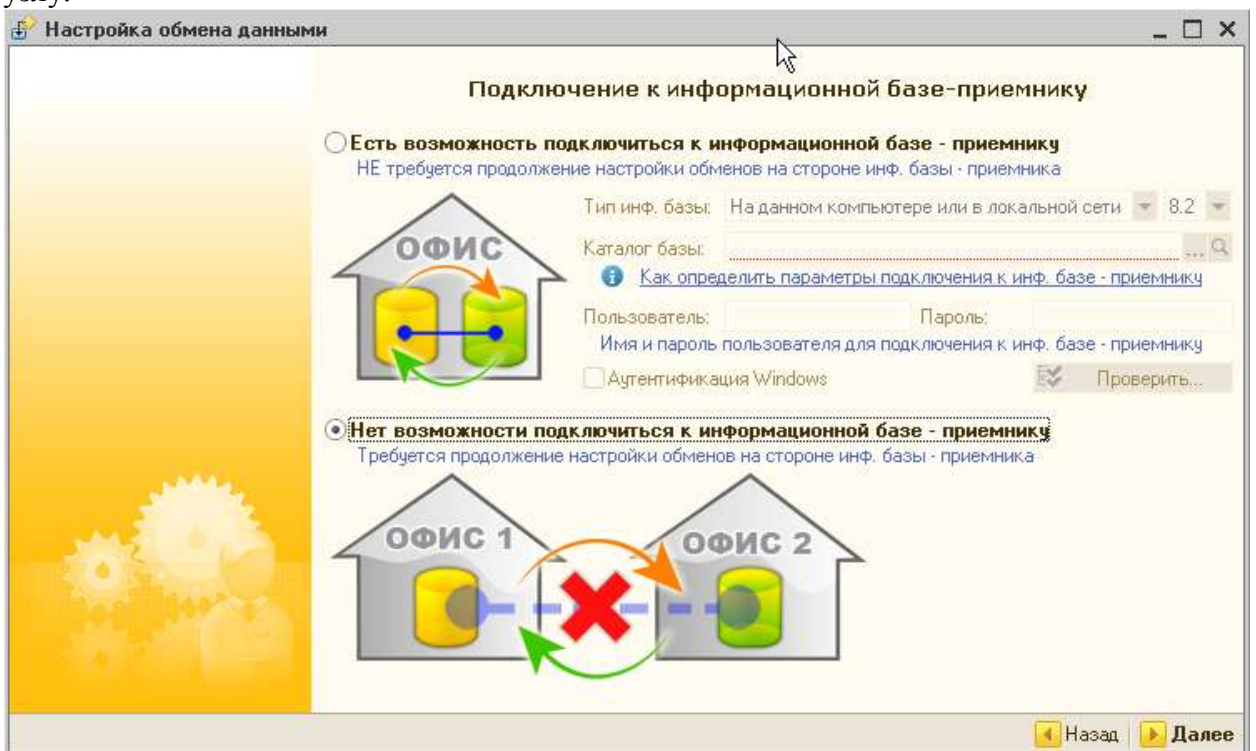 Настройка обмена данными
Подключение к информационной базе-приемнику
Есть возможность подключиться к информационной базе - приемнику
НЕ требуется продолжение настройки обменов на стороне инф. базы - приемника
ОФИС
Тип инф. базы: На данном компьютере или в локальной сети 8.2
Каталог базы: ...
Как определить параметры подключения к инф. базе - приемнику
Пользователь: Пароль:
Имя и пароль пользователя для подключения к инф. базе - приемнику
Аутентификация Windows Проверить...
Нет возможности подключиться к информационной базе - приемнику
Требуется продолжение настройки обменов на стороне инф. базы - приемника
ОФИС 1 ОФИС 2
Назад Далее